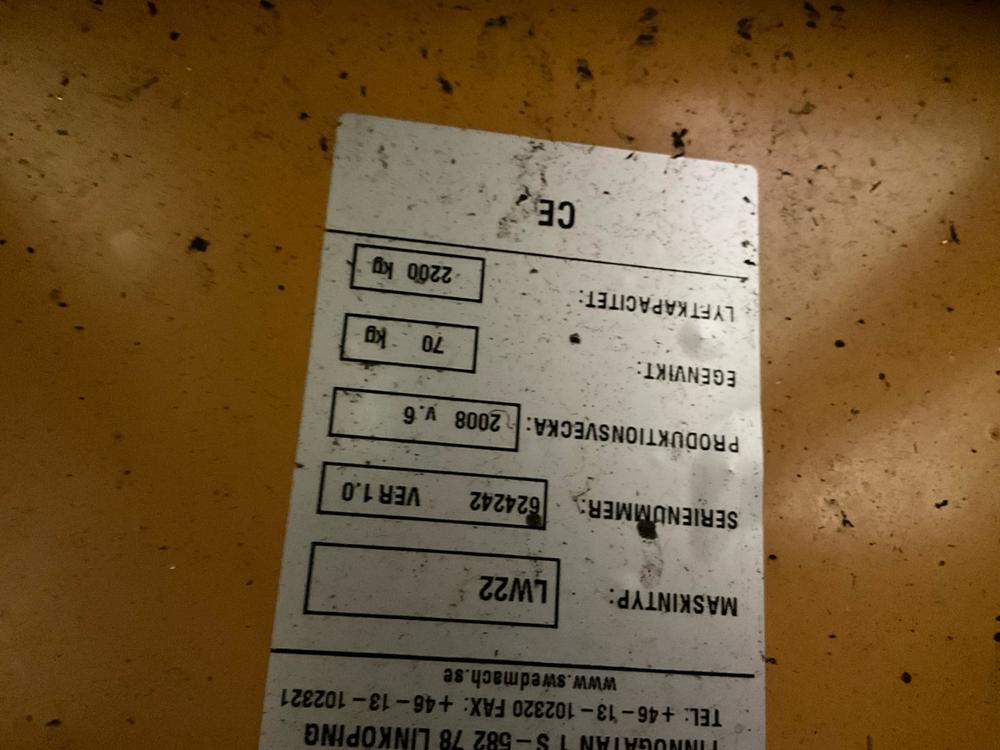 S-582 78 LINKÖPING
TEL: +46-13-102320 FAX: +46-13-102321
www.swedmach.se
MASKINTYP: LW22
SERIENUMMER: 624242 VER 1.0
PRODUKTIONSVECKA: 2008 v.6
EGENVIKT: 70 kg
LYFTKAPACITET: 2200 kg
CE